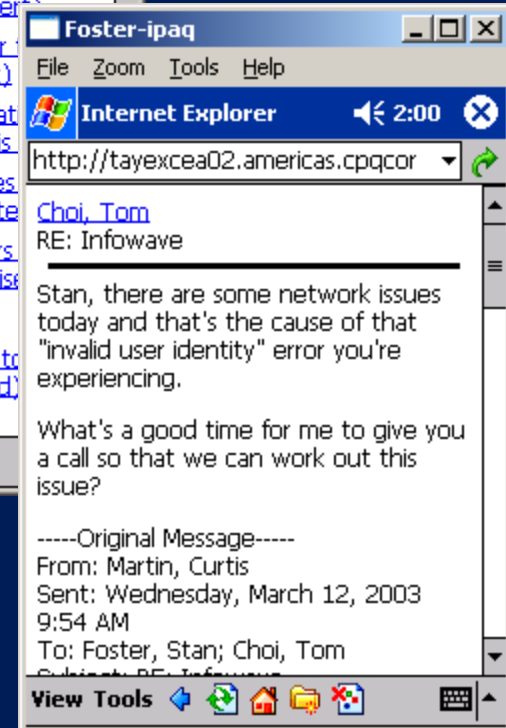 Foster-ipaq
File Zoom Tools Help
Internet Explorer 2:00
http://tayexcea02.americas.cpqcor
Choi, Tom
RE: Infowave
Stan, there are some network issues
today and that's the cause of that
"invalid user identity" error you're
experiencing.
What's a good time for me to give you
a call so that we can work out this
issue?
-----Original Message-----
From: Martin, Curtis
Sent: Wednesday, March 12, 2003
9:54 AM
To: Foster, Stan; Choi, Tom
Subject: RE: Infowave
View Tools